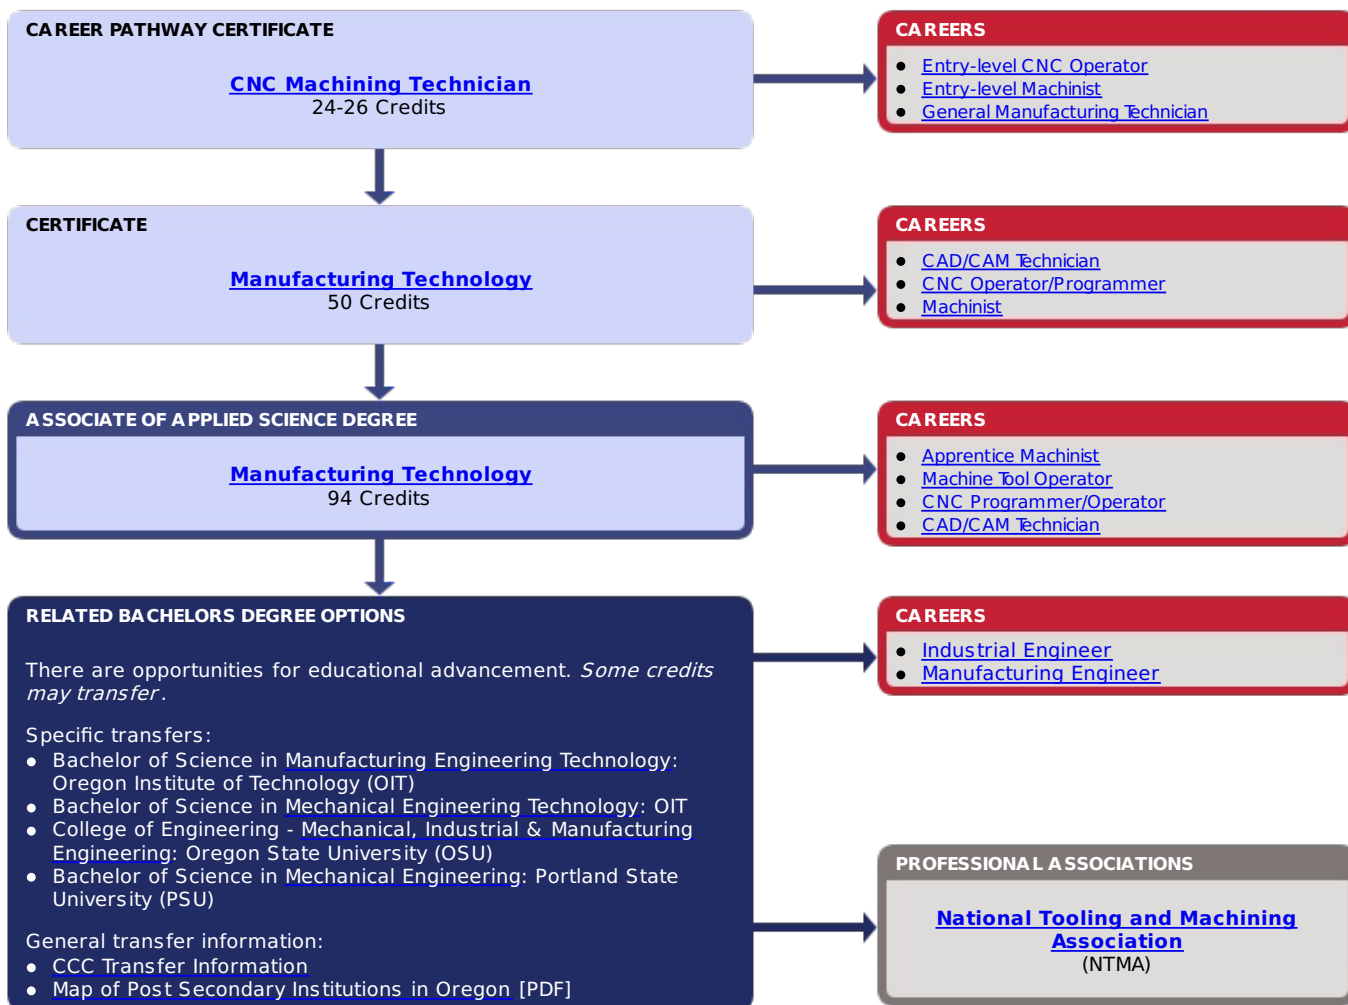 CAREER PATHWAY CERTIFICATE
CNC Machining Technician
24-26 Credits
CAREERS
Entry-level CNC Operator
Entry-level Machinist
General Manufacturing Technician
CERTIFICATE
Manufacturing Technology
50 Credits
CAREERS
CAD/CAM Technician
CNC Operator/Programmer
Machinist
ASSOCIATE OF APPLIED SCIENCE DEGREE
Manufacturing Technology
94 Credits
CAREERS
Apprentice Machinist
Machine Tool Operator
CNC Programmer/Operator
CAD/CAM Technician
RELATED BACHELORS DEGREE OPTIONS
There are opportunities for educational advancement. Some credits
may transfer.
Specific transfers:
Bachelor of Science in Manufacturing Engineering Technology:
Oregon Institute of Technology (OIT)
Bachelor of Science in Mechanical Engineering Technology: OIT
College of Engineering - Mechanical, Industrial & Manufacturing
Engineering: Oregon State University (OSU)
Bachelor of Science in Mechanical Engineering: Portland State
University (PSU)
General transfer information:
CCC Transfer Information
Map of Post Secondary Institutions in Oregon [PDF]
CAREERS
Industrial Engineer
Manufacturing Engineer
PROFESSIONAL ASSOCIATIONS
National Tooling and Machining
Association
(NTMA)